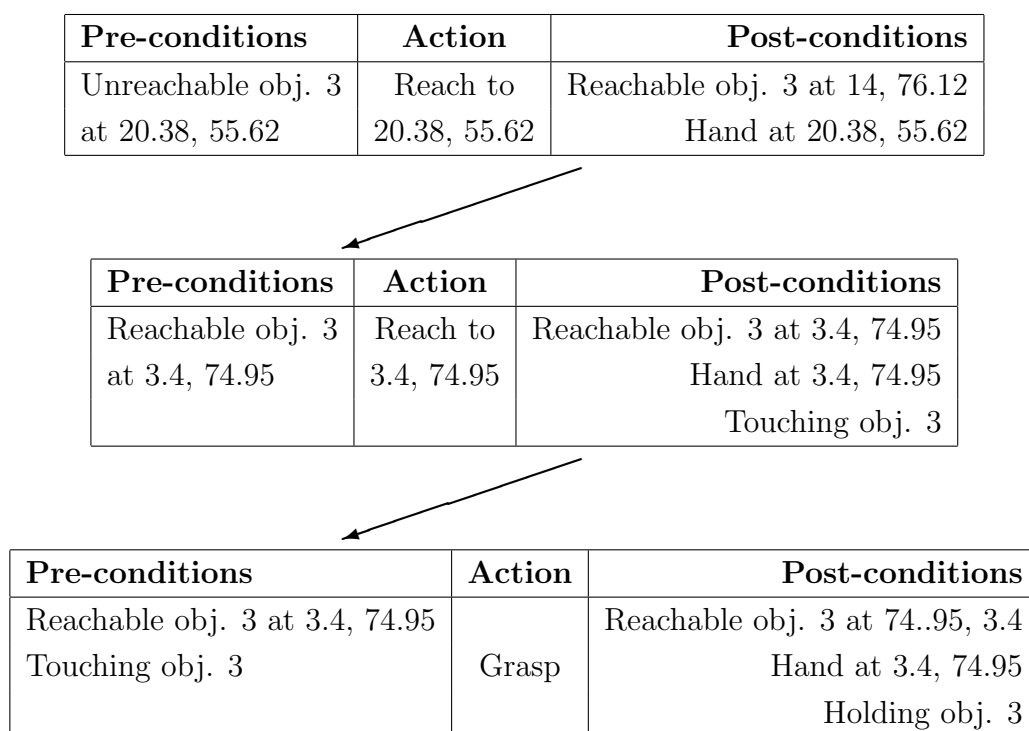 Pre-conditions Action Post-conditions
Unreachable obj. 3 Reach to Reachable obj. 3 at 14, 76.12
at 20.38, 55.62 20.38, 55.62 Hand at 20.38, 55.62
Pre-conditions Action Post-conditions
Reachable obj. 3 Reach to Reachable obj. 3 at 3.4, 74.95
at 3.4, 74.95 3.4, 74.95 Hand at 3.4, 74.95
Touching obj. 3
Pre-conditions Action Post-conditions
Reachable obj. 3 at 3.4, 74.95 Reachable obj. 3 at 74..95, 3.4
Touching obj. 3 Grasp Hand at 3.4, 74.95
Holding obj. 3